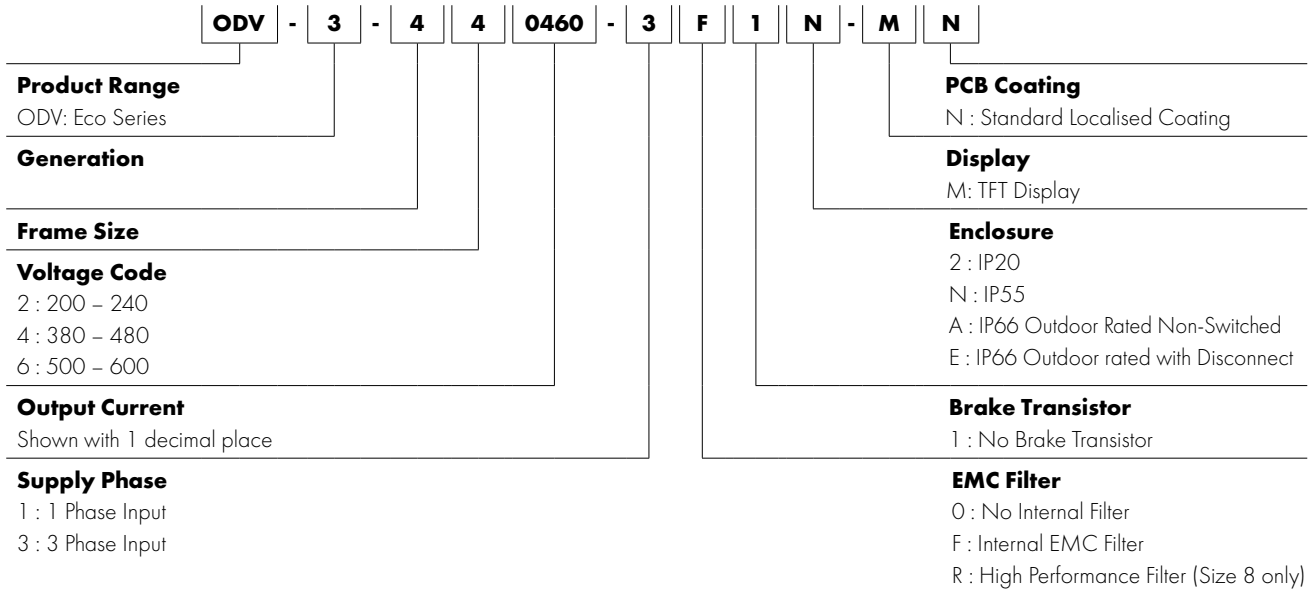 ODV - 3 - 4 4 0460 - 3 F 1 N - M N
Product Range
ODV: Eco Series
Generation
Frame Size
Voltage Code
2 : 200 – 240
4 : 380 – 480
6 : 500 – 600
Output Current
Shown with 1 decimal place
Supply Phase
1 : 1 Phase Input
3 : 3 Phase Input
PCB Coating
N : Standard Localised Coating
Display
M: TFT Display
Enclosure
2 : IP20
N : IP55
A : IP66 Outdoor Rated Non-Switched
E : IP66 Outdoor rated with Disconnect
Brake Transistor
1 : No Brake Transistor
EMC Filter
0 : No Internal Filter
F : Internal EMC Filter
R : High Performance Filter (Size 8 only)